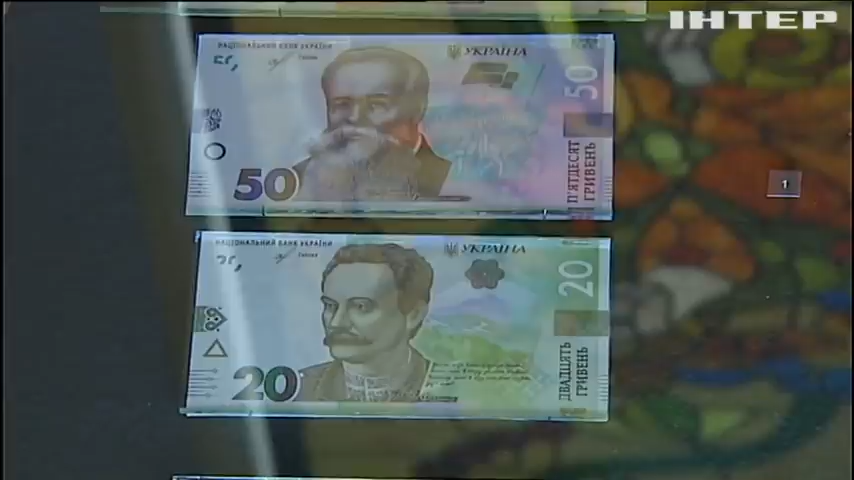 ІНТЕР
НАЦІОНАЛЬНИЙ БАНК УКРАЇНИ
УКРАЇНА
50
50
П'ЯТДЕСЯТ
ГРИВЕНЬ
1
НАЦІОНАЛЬНИЙ БАНК УКРАЇНИ
УКРАЇНА
20
20
ДВАДЦЯТЬ
ГРИВЕНЬ